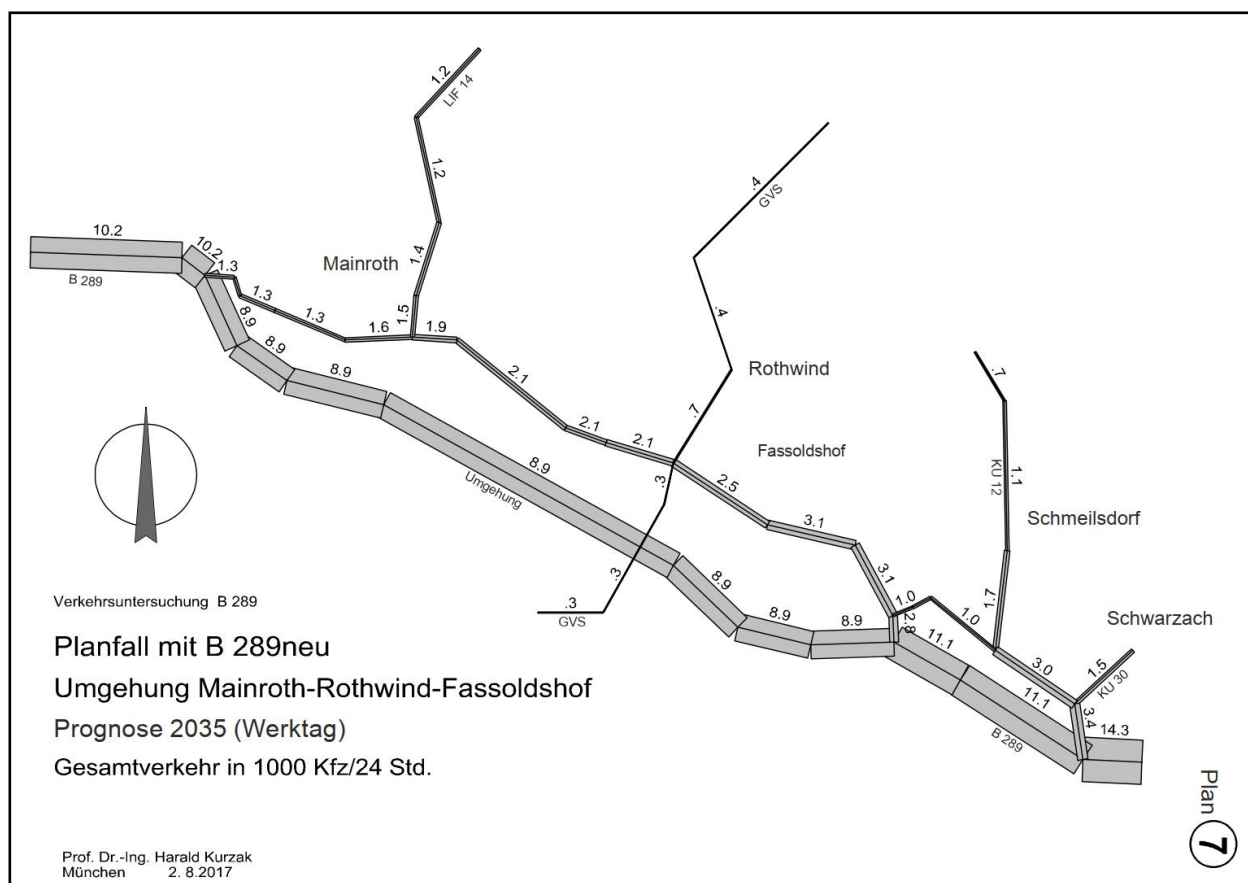 1.2
LIF 14
1.2
1.4
1.5
.4
GVS
.4
10.2
B 289
10.2
1.3
Mainroth
1.3
1.3
1.6
1.9
8.9
8.9
8.9
2.1
Rothwind
.7
.7
2.1
2.1
Fassoldshof
8.9
Umgehung
.3
2.5
3.1
KU 12
1.1
Schmeilsdorf
.3
3.1
.3
GVS
8.9
8.9
8.9
2.8
1.0
1.0
1.7
Schwarzach
11.1
11.1
B 289
3.0
1.5
KU 30
3.4
14.3
Verkehrsuntersuchung B 289
Planfall mit B 289neu
Umgehung Mainroth-Rothwind-Fassoldshof
Prognose 2035 (Werktag)
Gesamtverkehr in 1000 Kfz/24 Std.
Prof. Dr.-Ing. Harald Kurzak
München 2. 8.2017
Plan 7